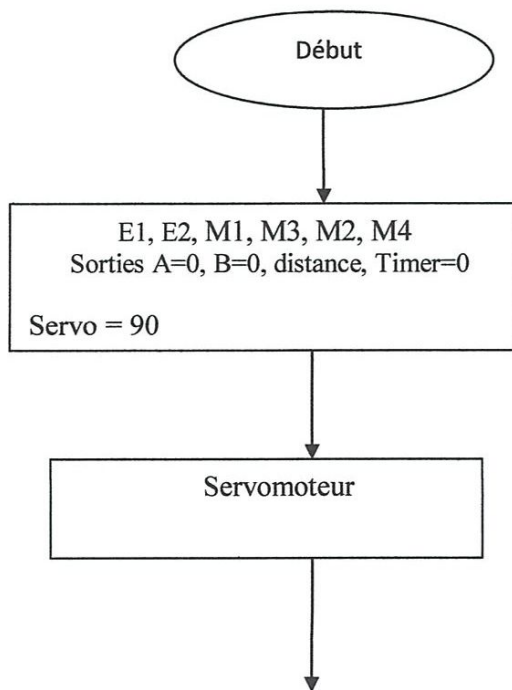 Début
E1, E2, M1, M3, M2, M4
Sorties A=0, B=0, distance, Timer=0
Servo = 90
Servomoteur